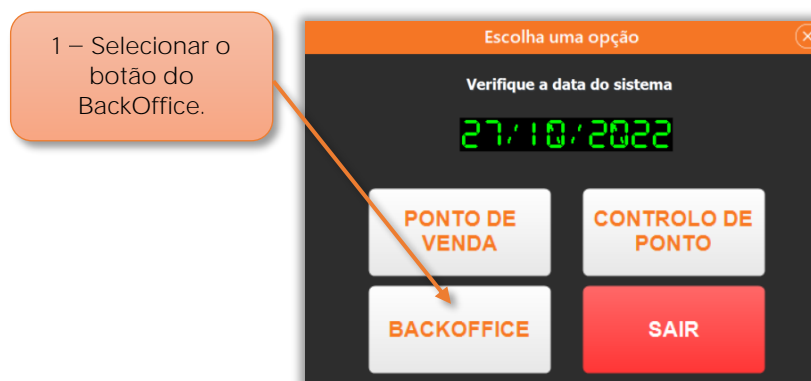 1 – Selecionar o
botão do
BackOffice.
Escolha uma opção
Verifique a data do sistema
27/10/2022
PONTO DE
VENDA
CONTROLO DE
PONTO
BACKOFFICE
SAIR